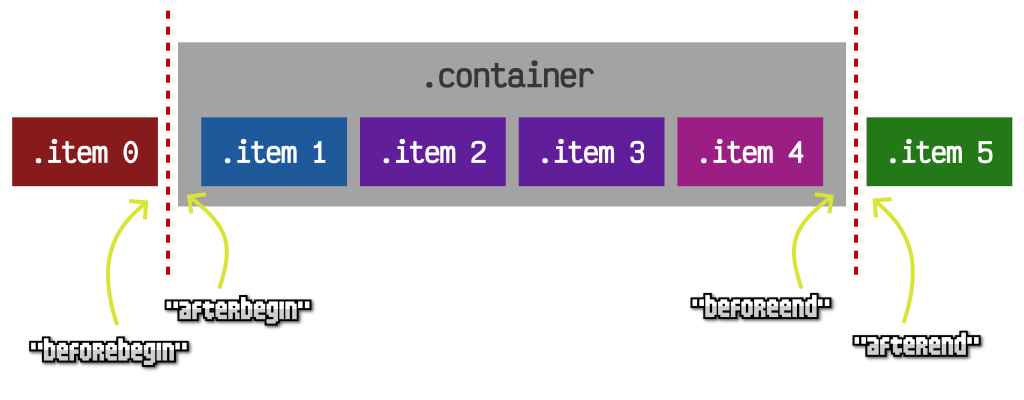 .container
.item 0
.item 1
.item 2
.item 3
.item 4
.item 5
"afterbegin"
"beforeend"
"beforebegin"
"afterend"